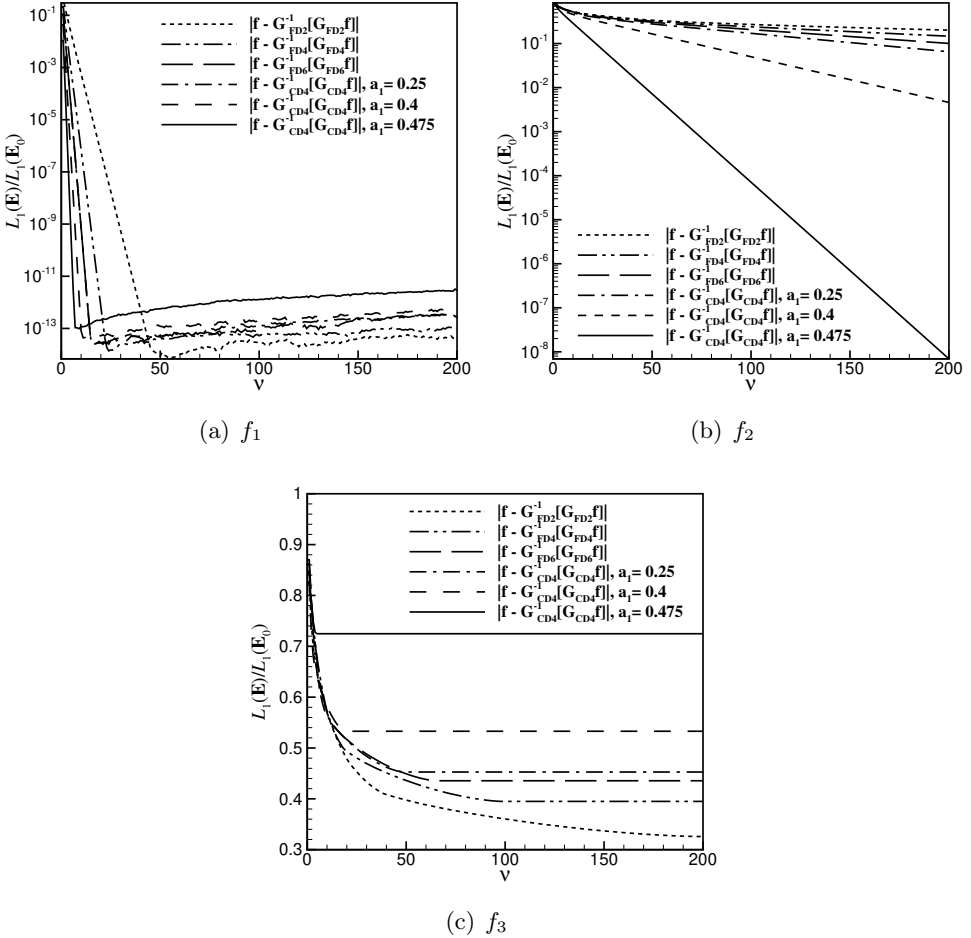 L₁(E)/L₁(E₀)
10⁻¹
10⁻³
10⁻⁵
10⁻⁷
10⁻⁹
10⁻¹¹
10⁻¹³
|f - G⁻¹FD2[GFD2f]|
|f - G⁻¹FD4[GFD4f]|
|f - G⁻¹FD6[GFD6f]|
|f - G⁻¹CD4[GCD4f]|, a₁= 0.25
|f - G⁻¹CD4[GCD4f]|, a₁= 0.4
|f - G⁻¹CD4[GCD4f]|, a₁= 0.475
0 50 100 150 200
ν
(a) f₁
L₁(E)/L₁(E₀)
10⁻¹
10⁻²
10⁻³
10⁻⁴
10⁻⁵
10⁻⁶
10⁻⁷
10⁻⁸
|f - G⁻¹FD2[GFD2f]|
|f - G⁻¹FD4[GFD4f]|
|f - G⁻¹FD6[GFD6f]|
|f - G⁻¹CD4[GCD4f]|, a₁= 0.25
|f - G⁻¹CD4[GCD4f]|, a₁= 0.4
|f - G⁻¹CD4[GCD4f]|, a₁= 0.475
0 50 100 150 200
ν
(b) f₂
L₁(E)/L₁(E₀)
1
0.9
0.8
0.7
0.6
0.5
0.4
0.3
|f - G⁻¹FD2[GFD2f]|
|f - G⁻¹FD4[GFD4f]|
|f - G⁻¹FD6[GFD6f]|
|f - G⁻¹CD4[GCD4f]|, a₁= 0.25
|f - G⁻¹CD4[GCD4f]|, a₁= 0.4
|f - G⁻¹CD4[GCD4f]|, a₁= 0.475
0 50 100 150 200
ν
(c) f₃